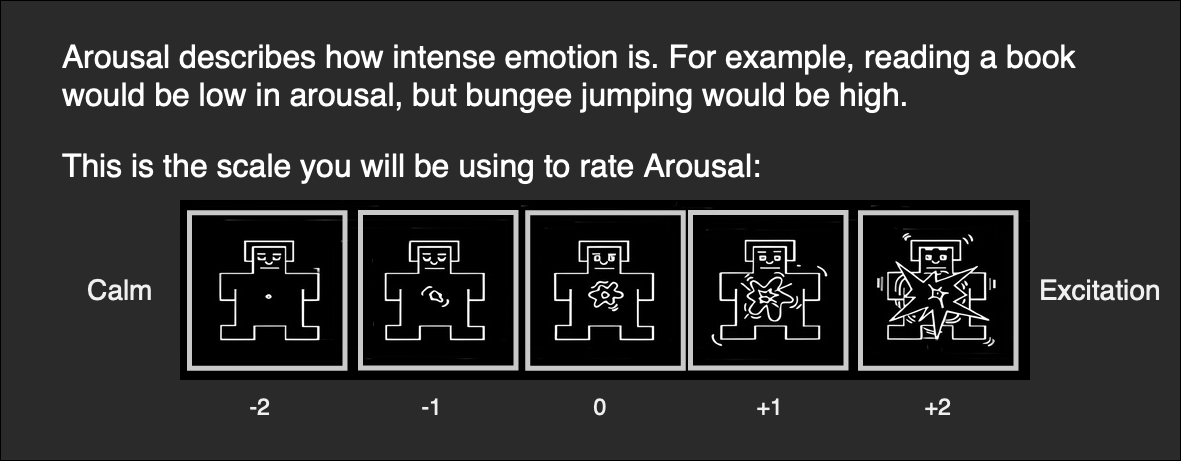 Arousal describes how intense emotion is. For example, reading a book
would be low in arousal, but bungee jumping would be high.
This is the scale you will be using to rate Arousal:
Calm
Excitation
-2
-1
0
+1
+2